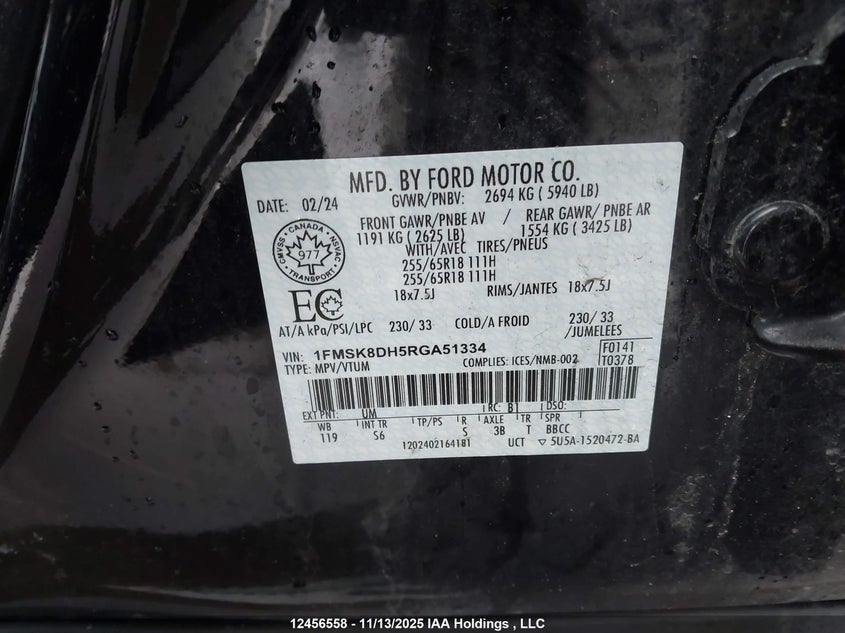 MFD. BY FORD MOTOR CO.
DATE: 02/24 GVWR/PNBV: 2694 KG ( 5940 LB)
FRONT GAWR/PNBE AV / REAR GAWR/ PNBE AR
1191 KG ( 2625 LB) 1554 KG ( 3425 LB)
WITH/AVEC TIRES/PNEUS
255/65R18 111H
255/65R18 111H
18x7.5J RIMS/JANTES 18x7.5J
CANADA
CMVSS NSVAC
977
TRANSPORT
EC
AT/A kPa/PSI/LPC 230/ 33 COLD/A FROID 230/ 33
/JUMELEES
VIN: 1FMSK8DH5RGA51334
TYPE: MPV/VTUM COMPLIES: ICES/NMB-002
F0141
T0378
EXT PNT: UM RC: B1 DSO:
WB INT TR TP/PS R AXLE TR SPR
119 S6 S 3B T BBCC
1202402164181 UCT 5U5A-1520472-BA
12456558 - 11/13/2025 IAA Holdings , LLC